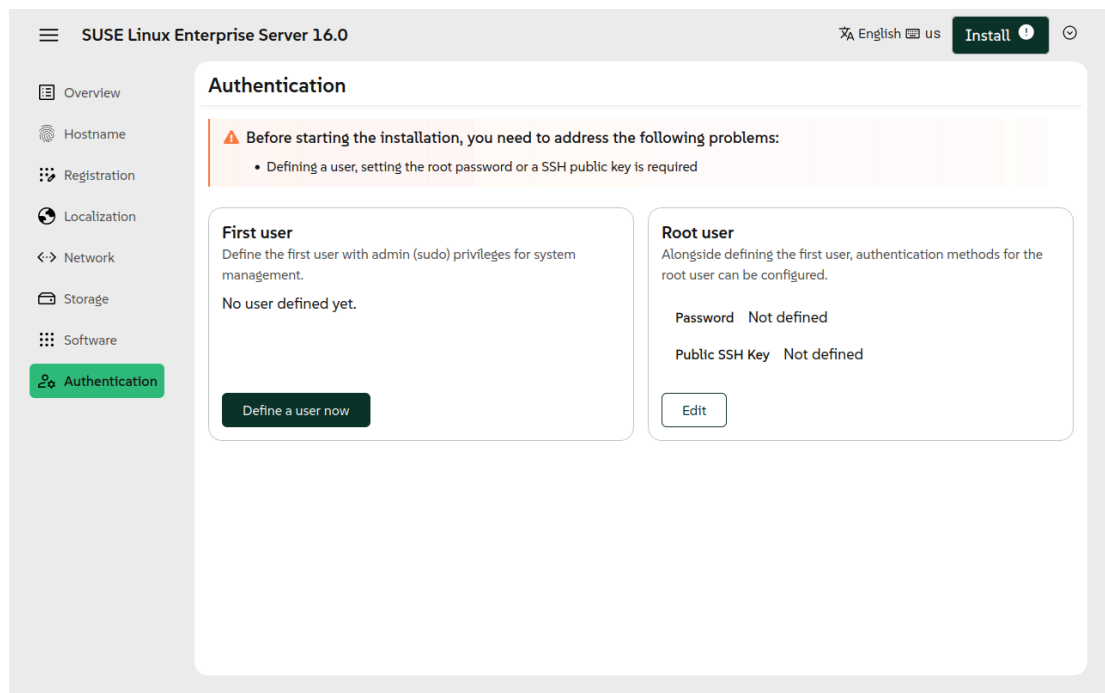 SUSE Linux Enterprise Server 16.0
English us
Install
Overview
Hostname
Registration
Localization
Network
Storage
Software
Authentication
Authentication
Before starting the installation, you need to address the following problems:
• Defining a user, setting the root password or a SSH public key is required
First user
Define the first user with admin (sudo) privileges for system
management.
No user defined yet.
Define a user now
Root user
Alongside defining the first user, authentication methods for the
root user can be configured.
Password Not defined
Public SSH Key Not defined
Edit